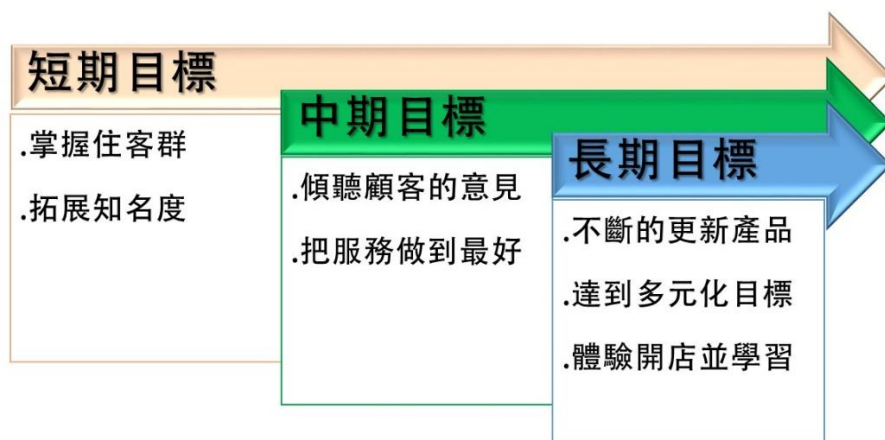 短期目標
.掌握住客群
.拓展知名度
中期目標
.傾聽顧客的意見
.把服務做到最好
長期目標
.不斷的更新產品
.達到多元化目標
.體驗開店並學習